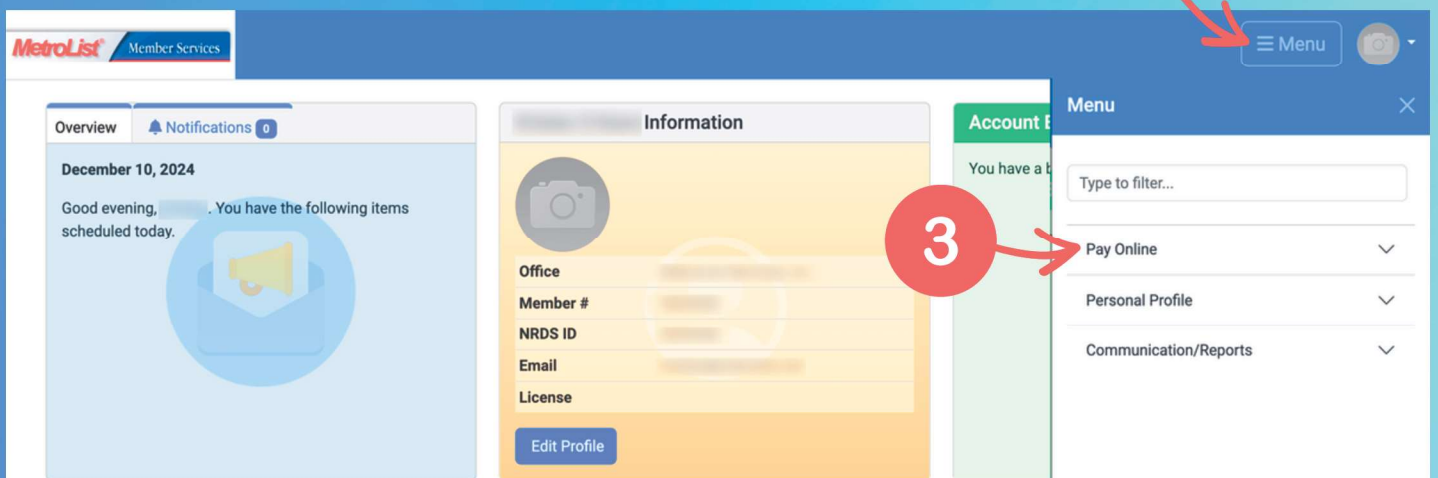 MetroList® Member Services
☰ Menu
Overview
Notifications 0
December 10, 2024
Good evening, . You have the following items
scheduled today.
Information
Office
Member #
NRDS ID
Email
License
Edit Profile
Account
You have a
3
Menu
Type to filter...
Pay Online
Personal Profile
Communication/Reports